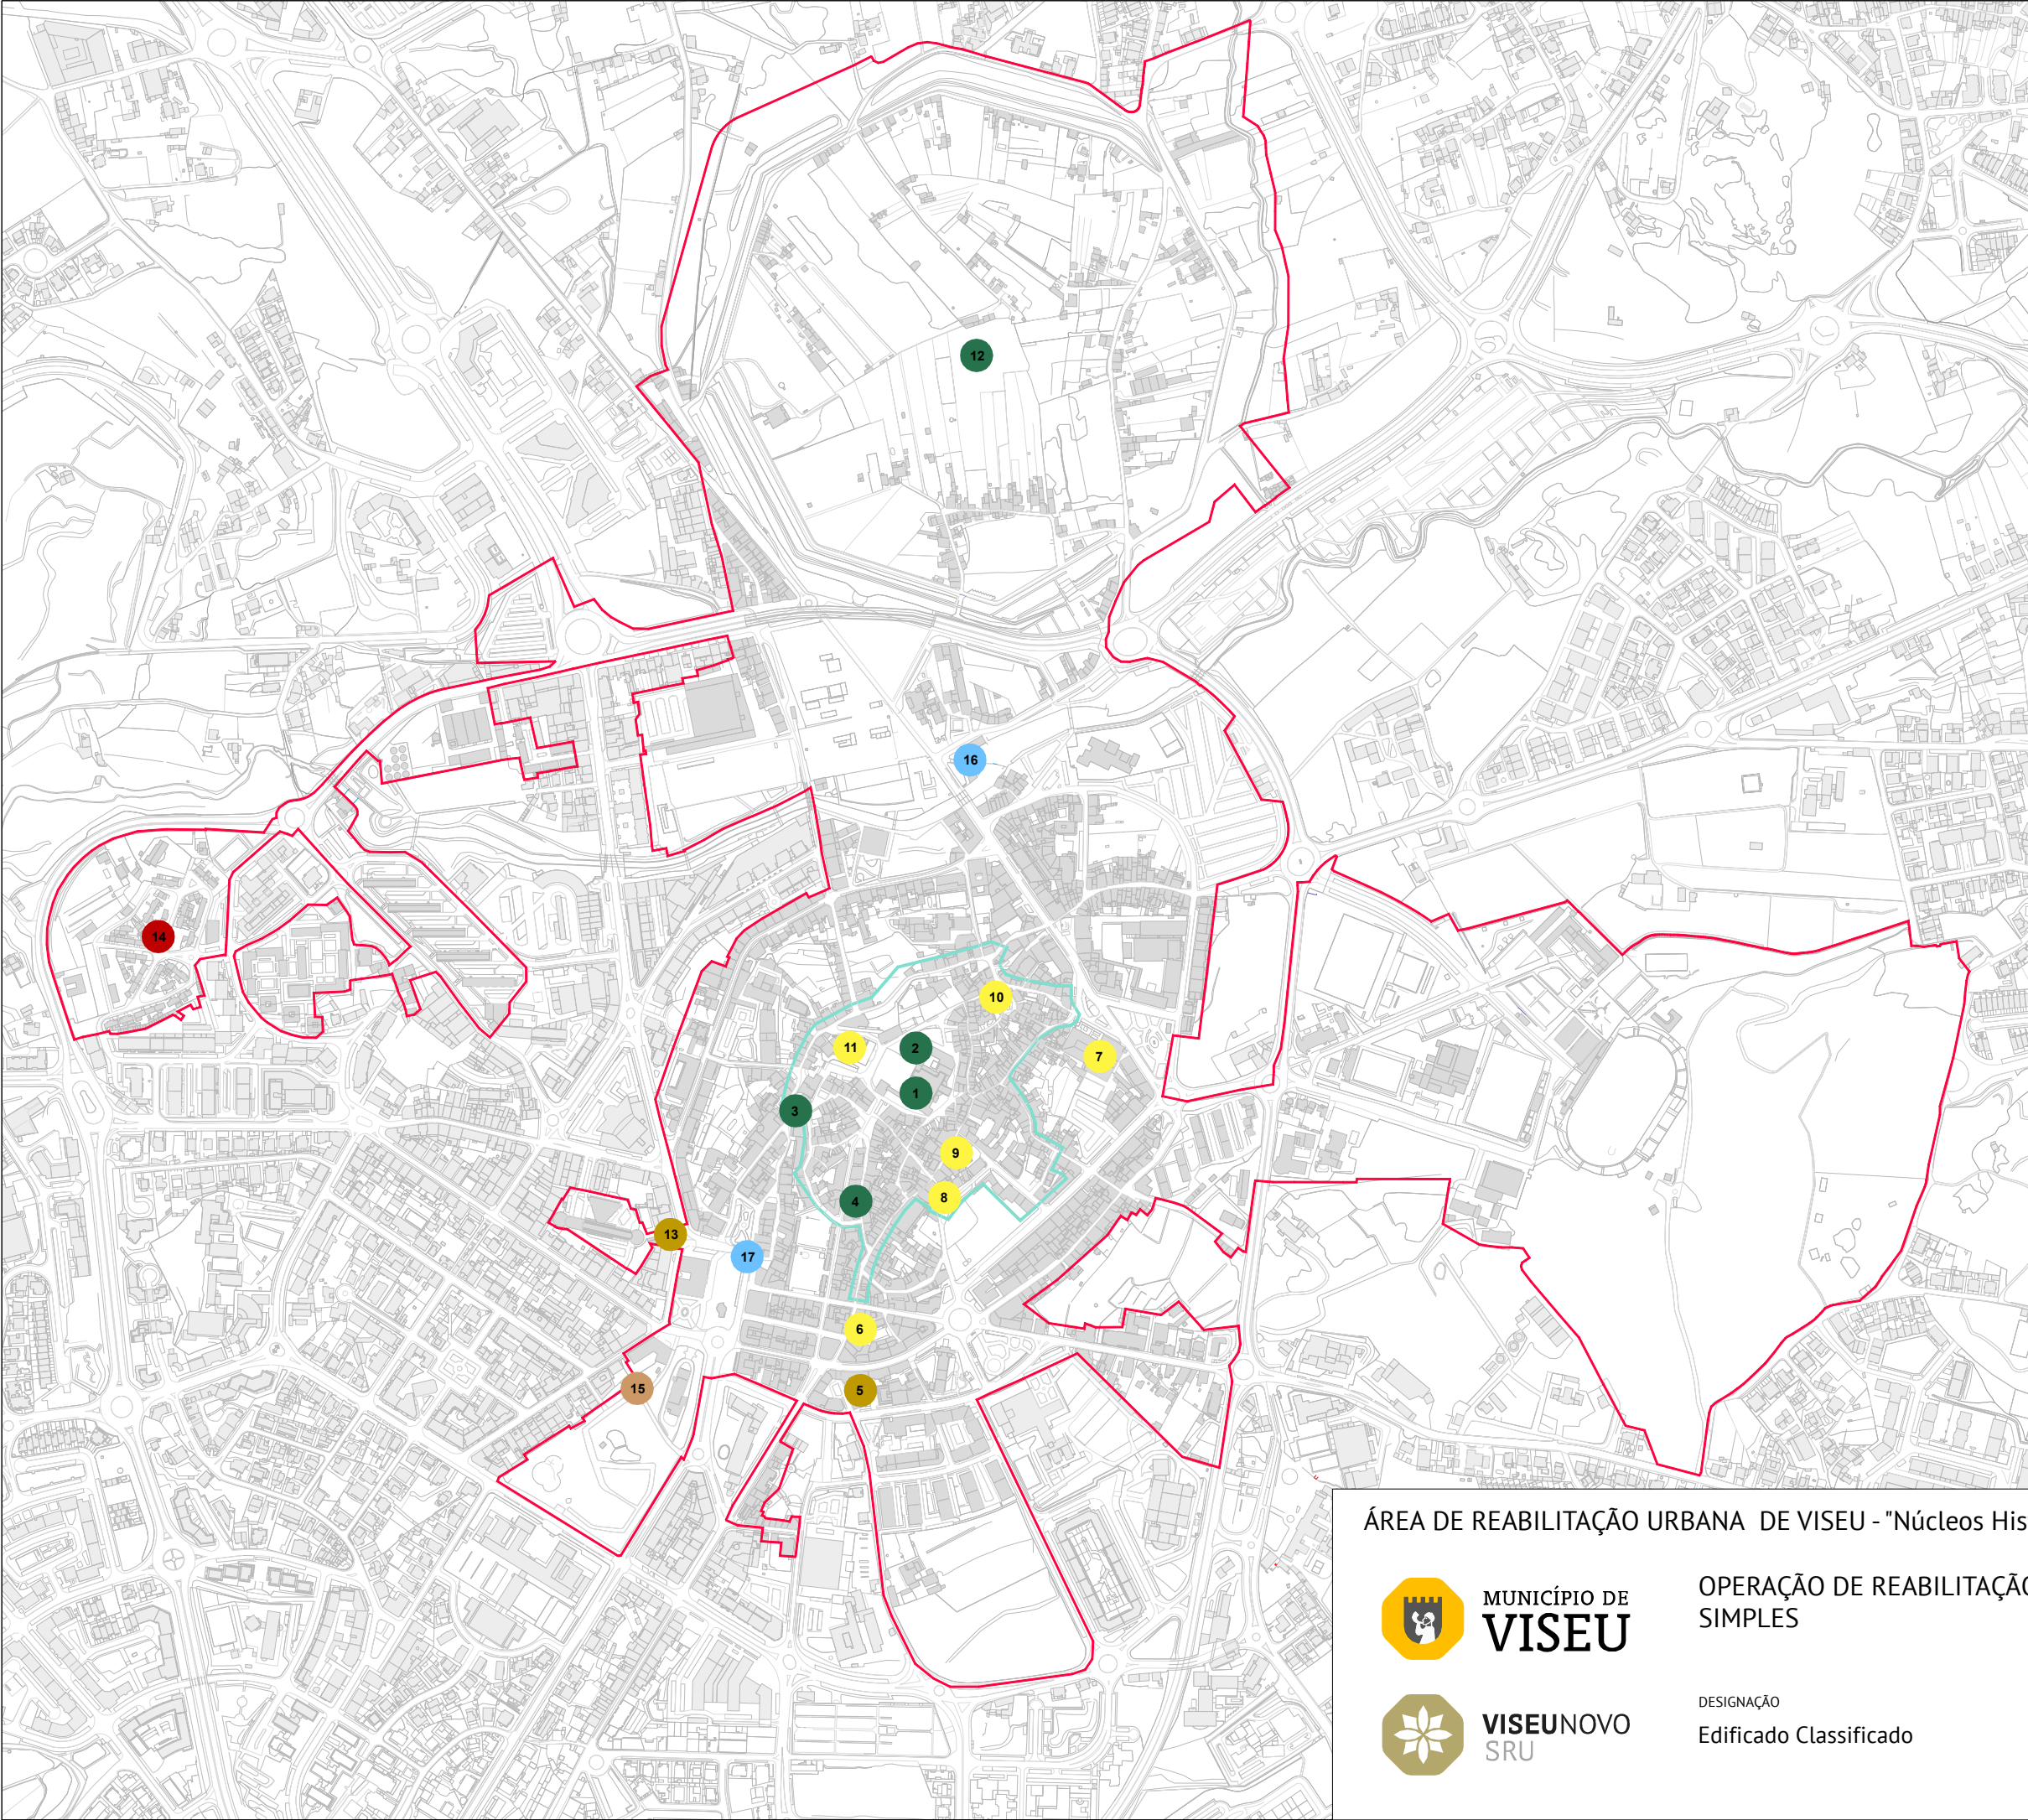 12
16
14
10
11
2
7
1
3
9
8
4
13
17
6
15
5
ÁREA DE REABILITAÇÃO URBANA DE VISEU - "Núcleos His
MUNICÍPIO DE
VISEU
OPERAÇÃO DE REABILITAÇÃO
SIMPLES
VISEUNOVO
SRU
DESIGNAÇÃO
Edificado Classificado